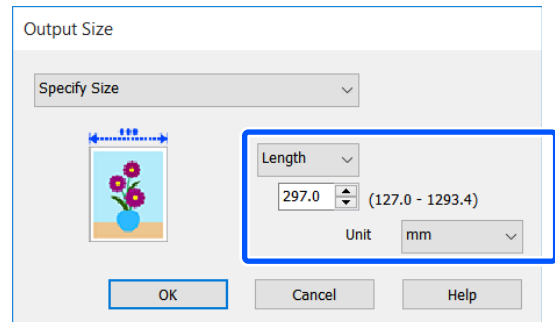 Output Size
Specify Size
Length
297.0 (127.0 - 1293.4)
Unit mm
OK Cancel Help